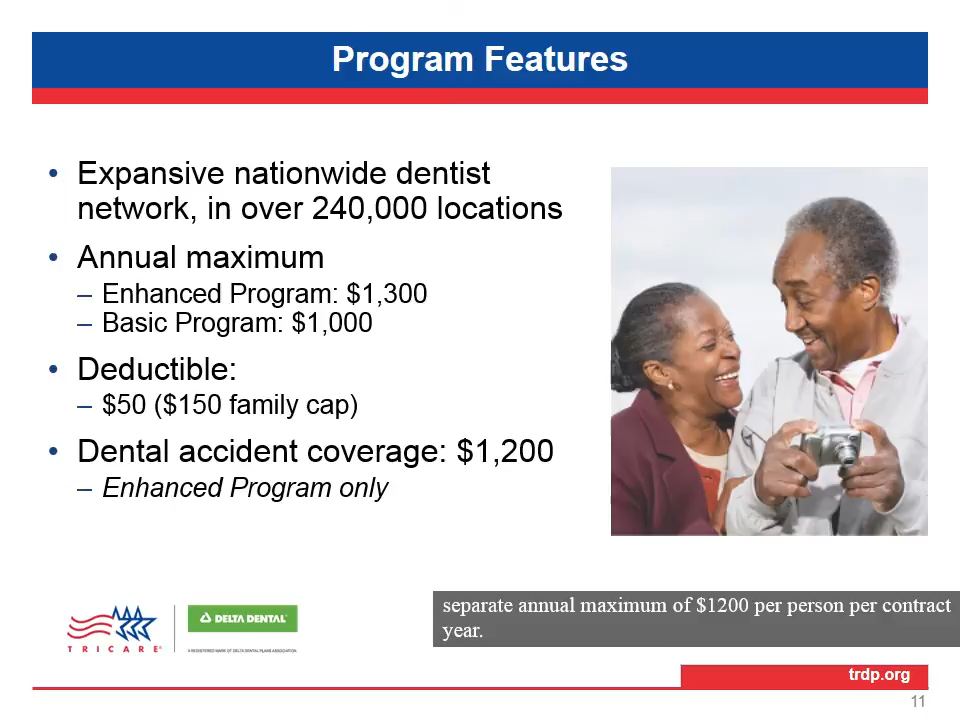 Program Features
• Expansive nationwide dentist
network, in over 240,000 locations
• Annual maximum
– Enhanced Program: $1,300
– Basic Program: $1,000
• Deductible:
– $50 ($150 family cap)
• Dental accident coverage: $1,200
– Enhanced Program only
TRICARE®
DELTA DENTAL
A REGISTERED MARK OF DELTA DENTAL PLANS ASSOCIATION
separate annual maximum of $1200 per person per contract
year.
trdp.org
11